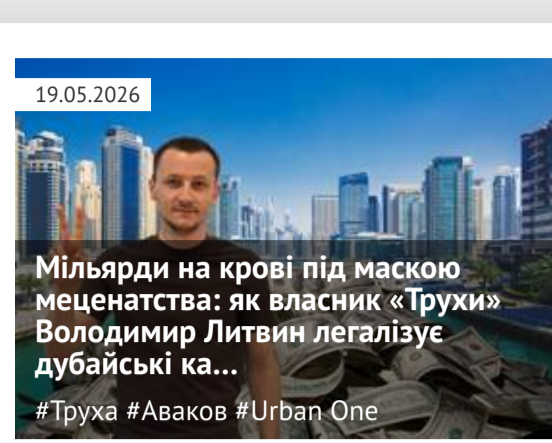 19.05.2026
Мільярди на крові під маскою
меценатства: як власник «Трухи»
Володимир Литвин легалізує
дубайські ка...
#Труха #Аваков #Urban One